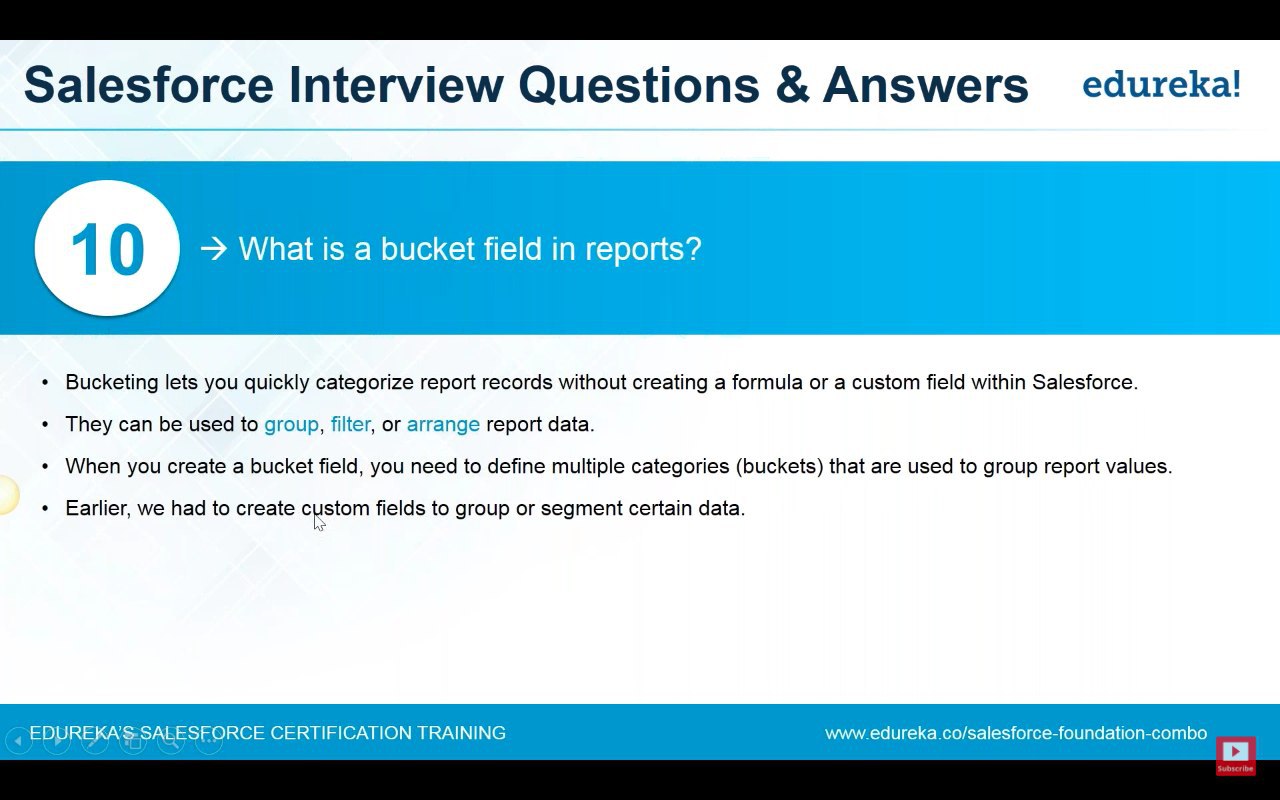 Salesforce Interview Questions & Answers
edureka!
10
→ What is a bucket field in reports?
• Bucketing lets you quickly categorize report records without creating a formula or a custom field within Salesforce.
• They can be used to group, filter, or arrange report data.
• When you create a bucket field, you need to define multiple categories (buckets) that are used to group report values.
• Earlier, we had to create custom fields to group or segment certain data.
EDUREKA'S SALESFORCE CERTIFICATION TRAINING
www.edureka.co/salesforce-foundation-combo
Subscribe